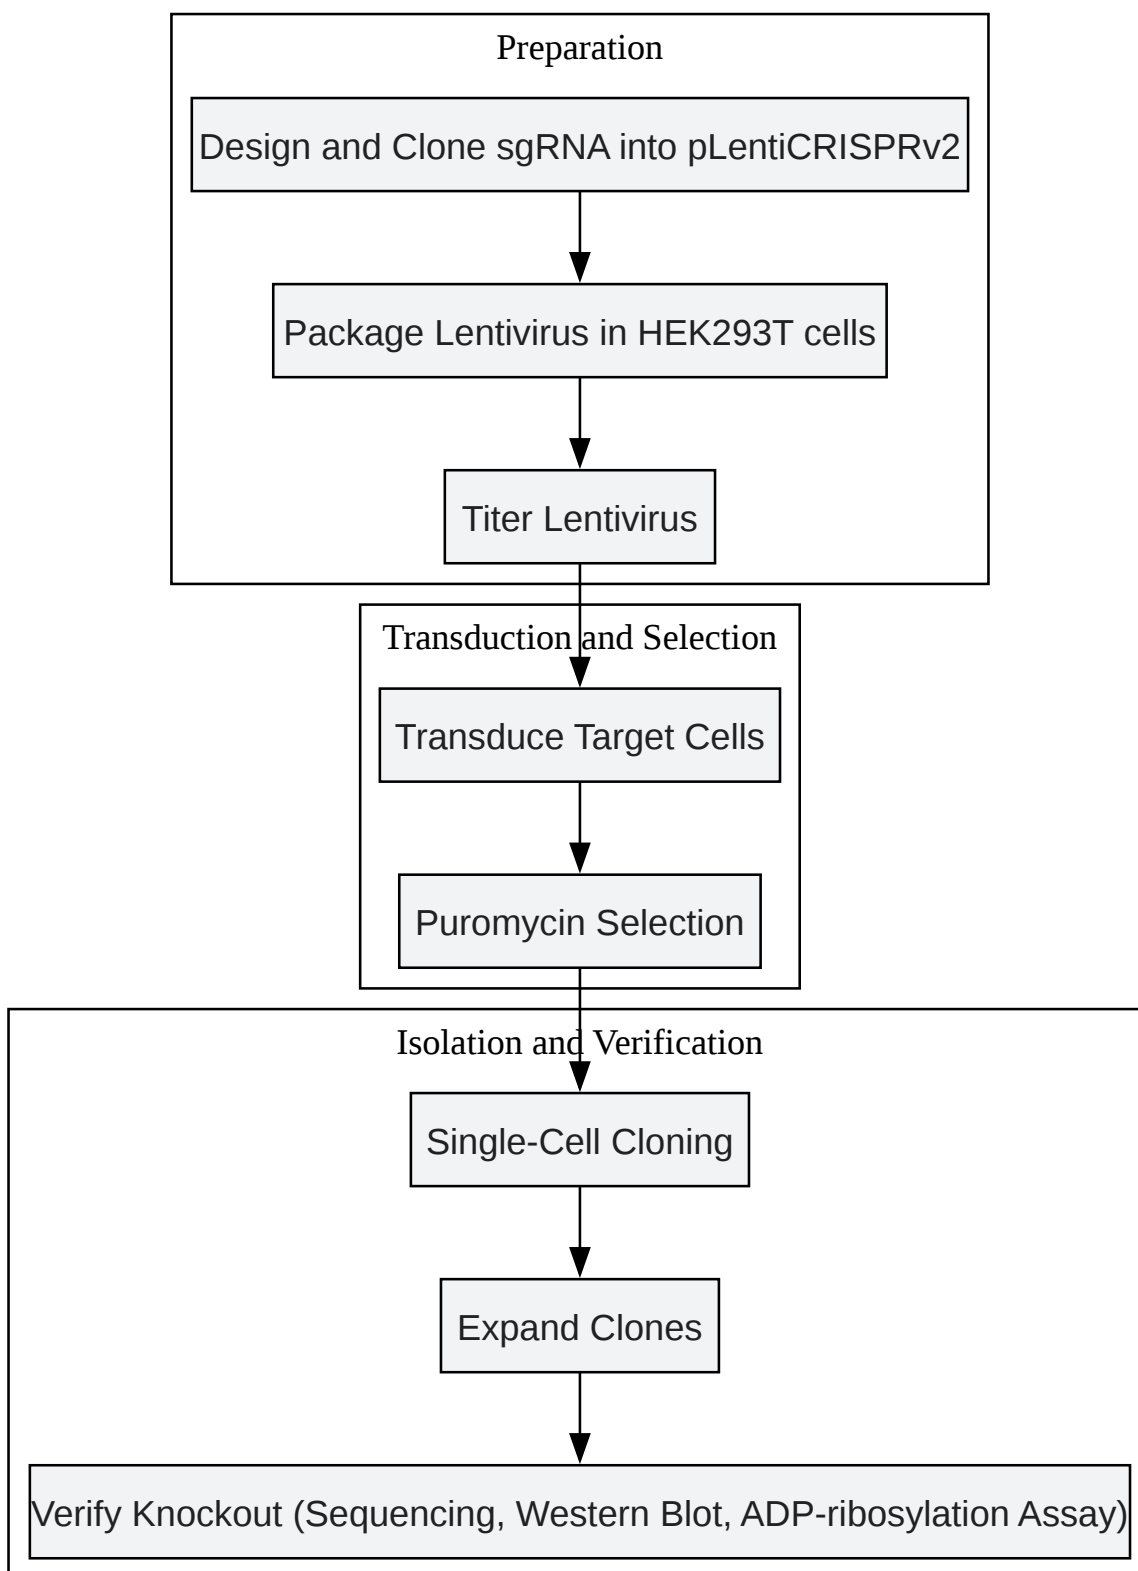 Preparation
Design and Clone sgRNA into pLentiCRISPRv2
Package Lentivirus in HEK293T cells
Titer Lentivirus
Transduction and Selection
Transduce Target Cells
Puromycin Selection
Isolation and Verification
Single-Cell Cloning
Expand Clones
Verify Knockout (Sequencing, Western Blot, ADP-ribosylation Assay)